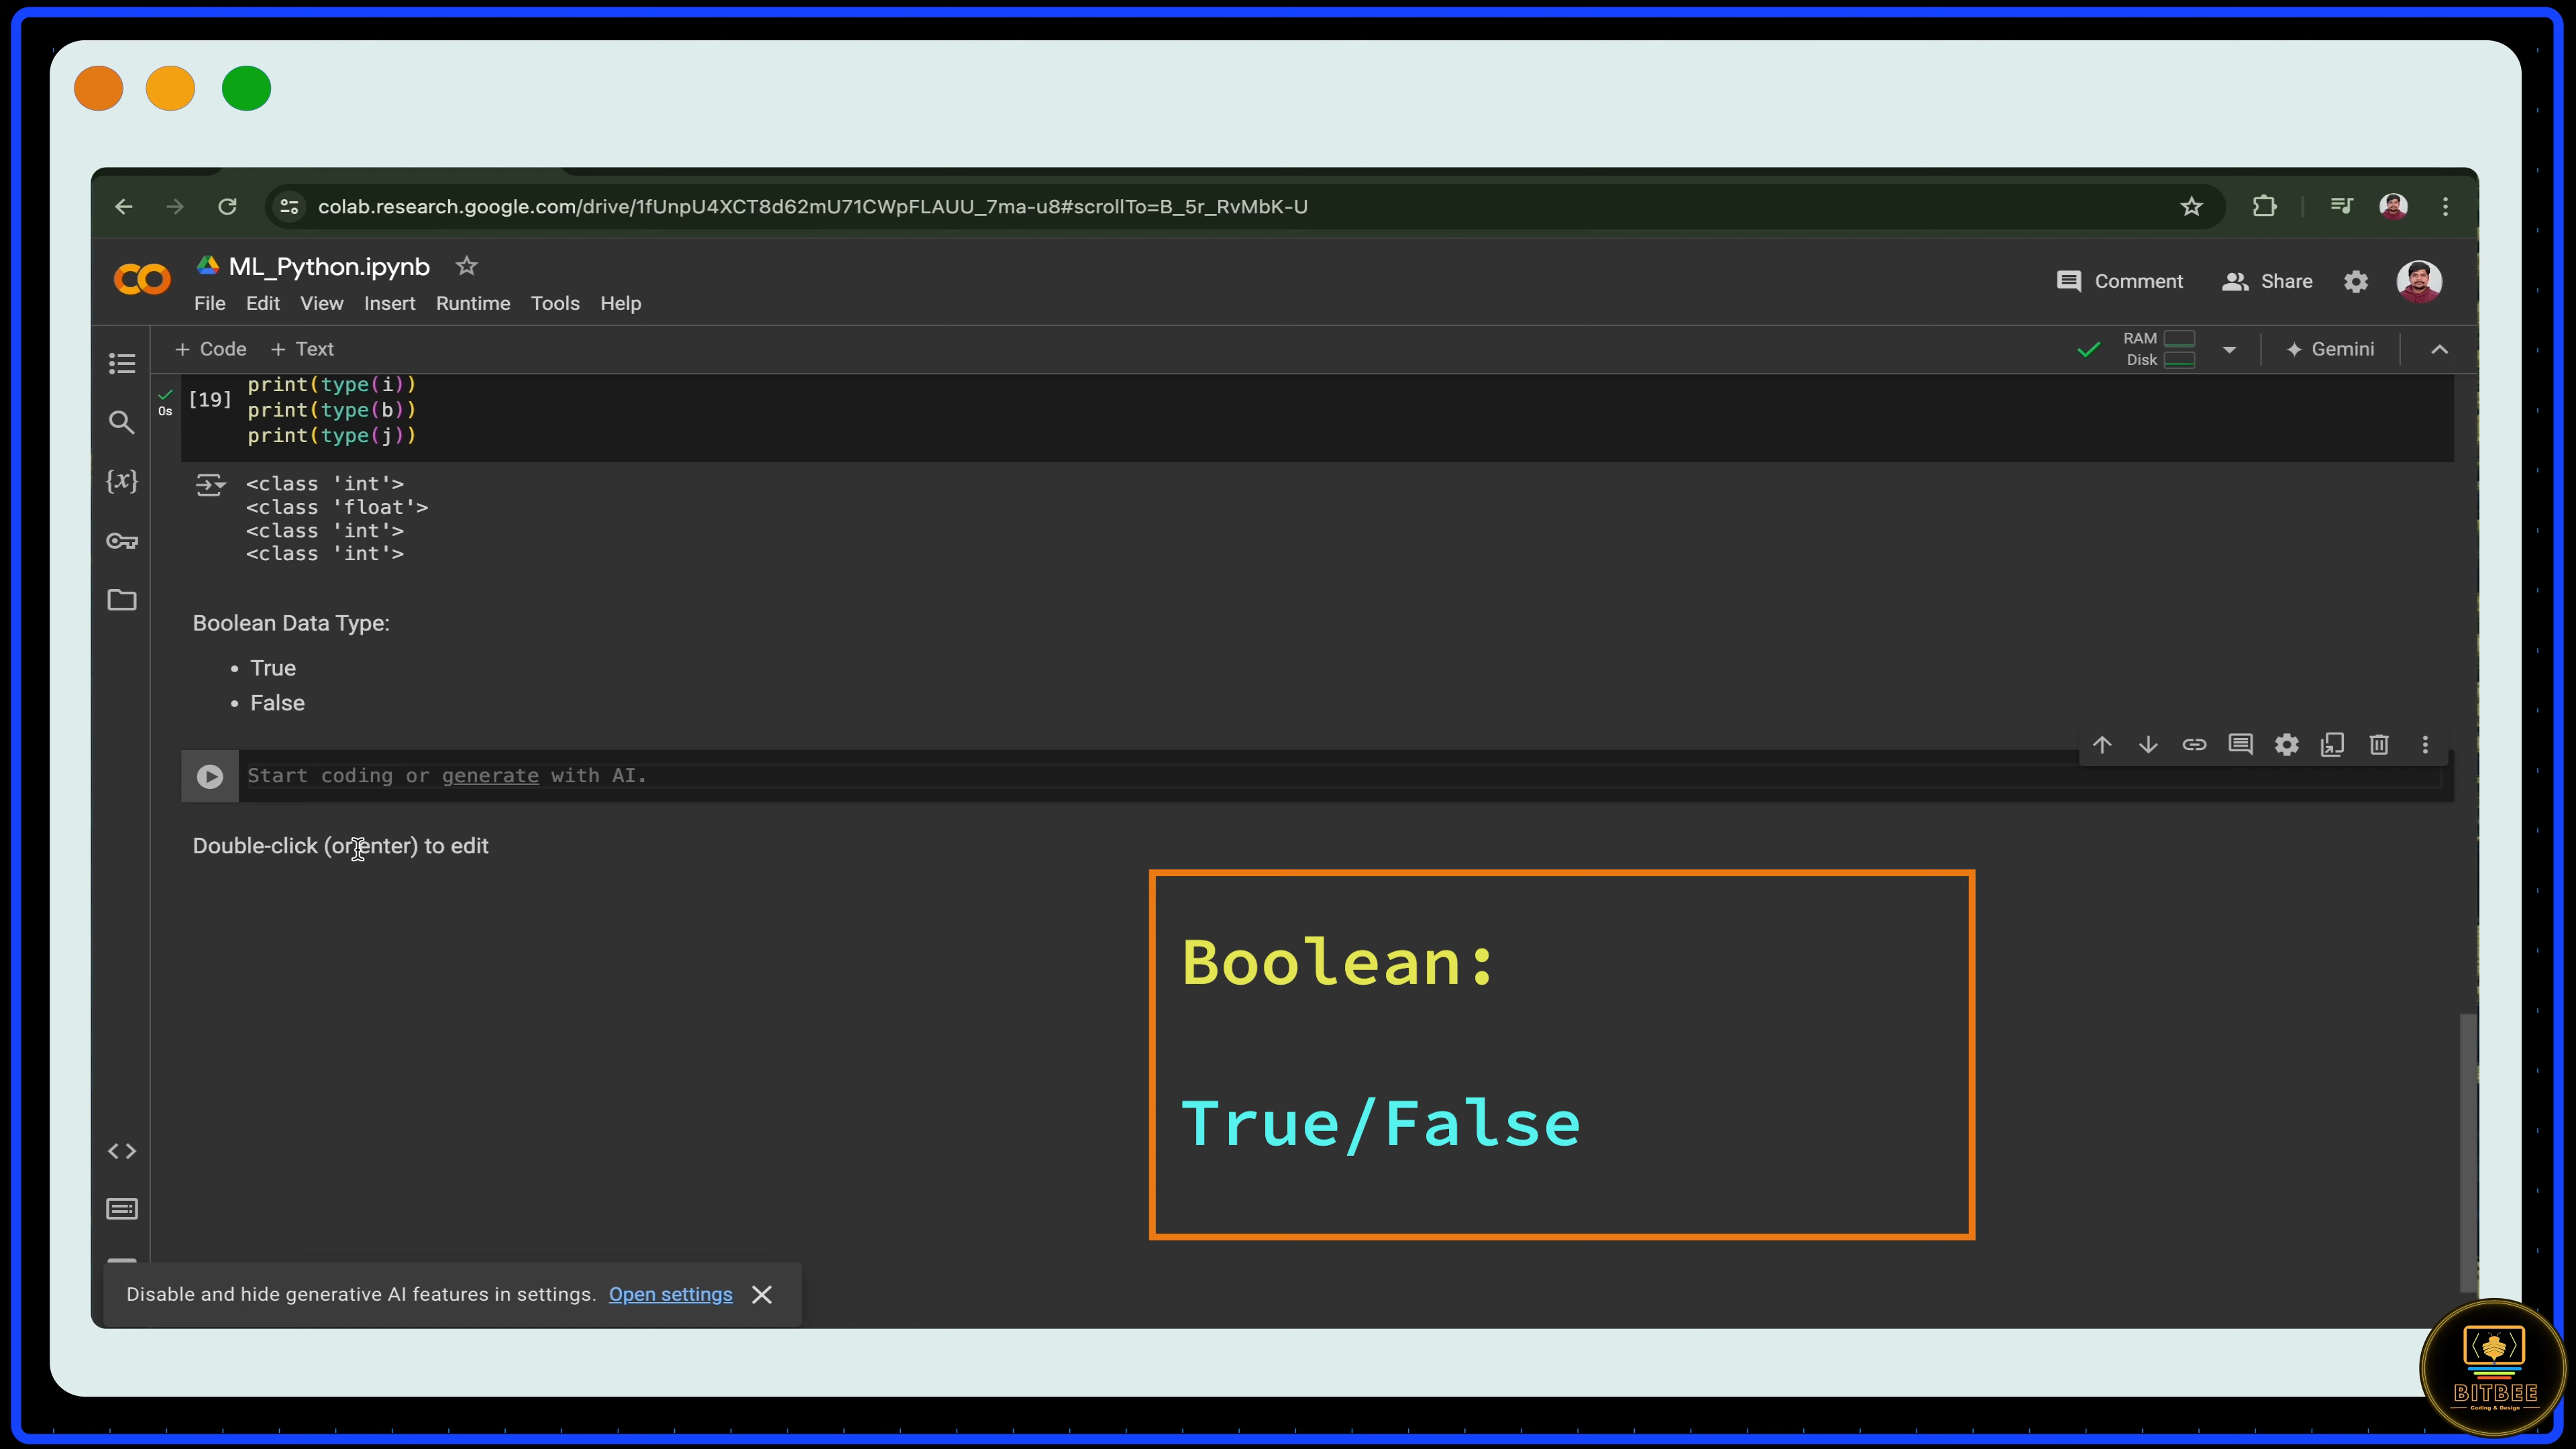 colab.research.google.com/drive/1fUnpU4XCT8d62mU71CWpFLAUU_7ma-u8#scrollTo=B_5r_RvMbK-U
ML_Python.ipynb
File Edit View Insert Runtime Tools Help
Comment Share
+ Code + Text
RAM
Disk
Gemini
print(type(i))
[19]
0s
print(type(b))
print(type(j))
<class 'int'>
<class 'float'>
<class 'int'>
<class 'int'>
Boolean Data Type:
• True
• False
Start coding or generate with AI.
Double-click (or enter) to edit
Boolean:
True/False
Disable and hide generative AI features in settings. Open settings
BITBEE
Coding & Design